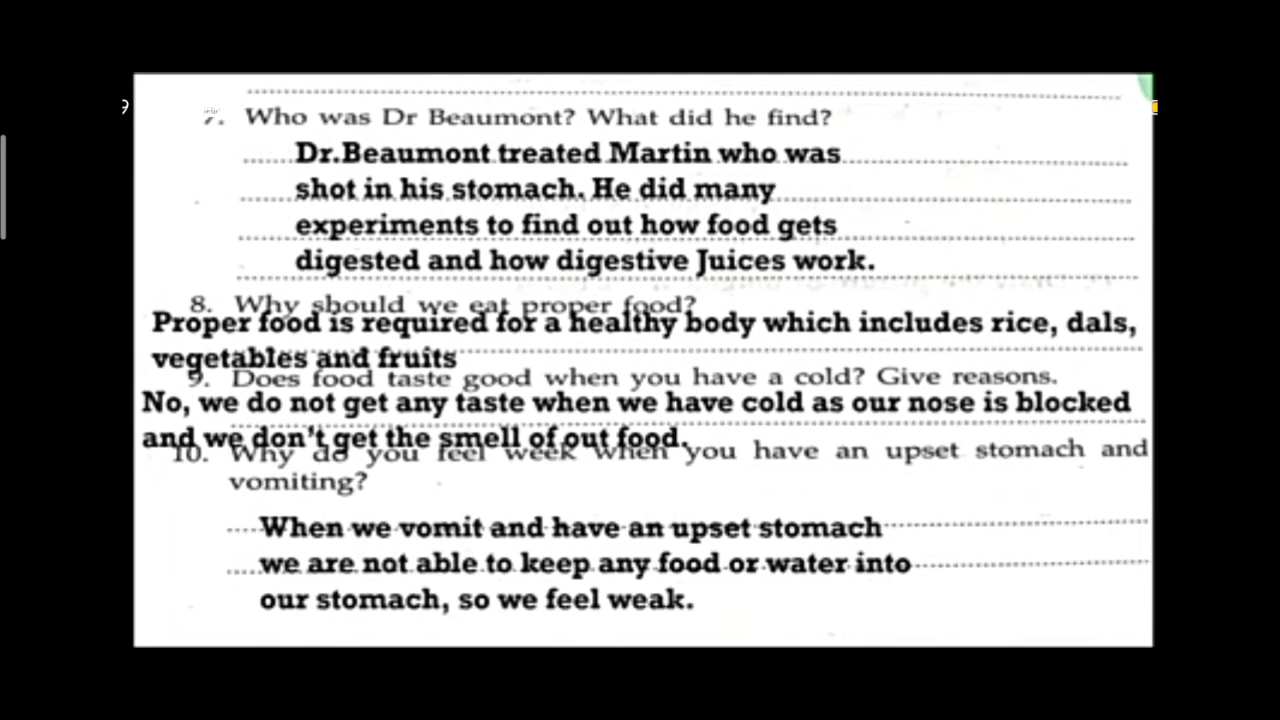 9
7. Who was Dr Beaumont? What did he find?
Dr.Beaumont treated Martin who was
shot in his stomach. He did many
experiments to find out how food gets
digested and how digestive Juices work.
8. Why should we eat proper food?
Proper food is required for a healthy body which includes rice, dals,
vegetables and fruits
9. Does food taste good when you have a cold? Give reasons.
No, we do not get any taste when we have cold as our nose is blocked
and we don't get the smell of out food.
10. Why do you feel week when you have an upset stomach and
vomiting?
When we vomit and have an upset stomach
we are not able to keep any food or water into
our stomach, so we feel weak.